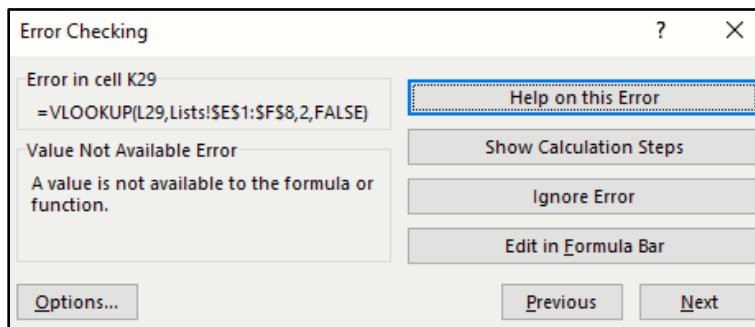 Error Checking
?
Error in cell K29
=VLOOKUP(L29,Lists!$E$1:$F$8,2,FALSE)
Value Not Available Error
A value is not available to the formula or
function.
Help on this Error
Show Calculation Steps
Ignore Error
Edit in Formula Bar
Options...
Previous
Next